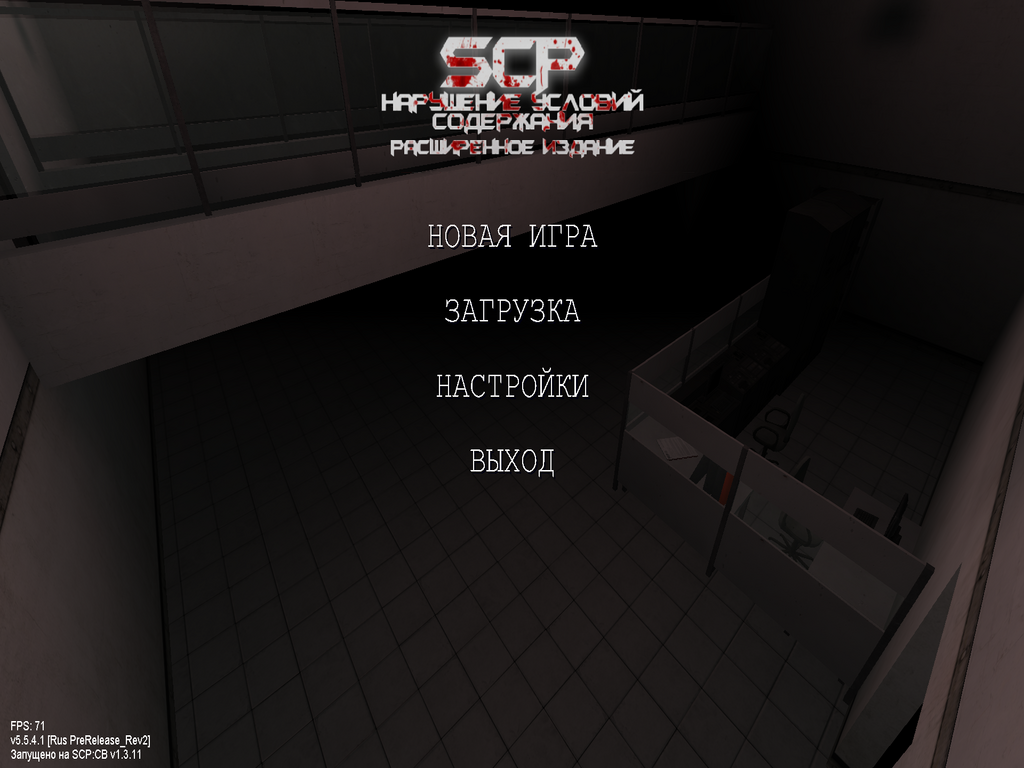 SCP
НАРУШЕНИЕ УСЛОВИЙ
СОДЕРЖАНИЯ
РАСШИРЕННОЕ ИЗДАНИЕ
НОВАЯ ИГРА
ЗАГРУЗКА
НАСТРОЙКИ
ВЫХОД
FPS: 71
v5.5.4.1 [Rus PreRelease_Rev2]
Запущено на SCP:CB v1.3.11